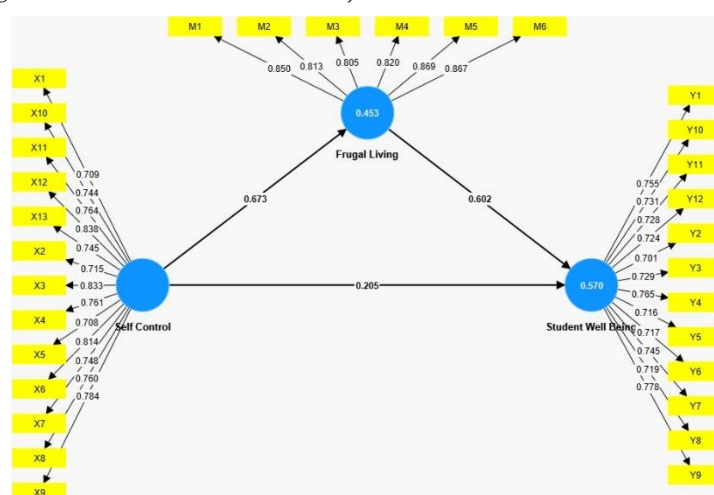 M1
M2
M3
M4
M5
M6
0.850
0.813
0.805
0.820
0.869
0.867
0.453
Frugal Living
X1
X10
X11
X12
X13
X2
X3
X4
X5
X6
X7
X8
X9
0.709
0.744
0.764
0.838
0.745
0.715
0.833
0.761
0.708
0.814
0.748
0.760
0.784
Self Control
0.673
0.602
0.205
0.570
Student Well Being
0.755
0.731
0.728
0.724
0.701
0.729
0.765
0.716
0.717
0.745
0.719
0.778
Y1
Y10
Y11
Y12
Y2
Y3
Y4
Y5
Y6
Y7
Y8
Y9